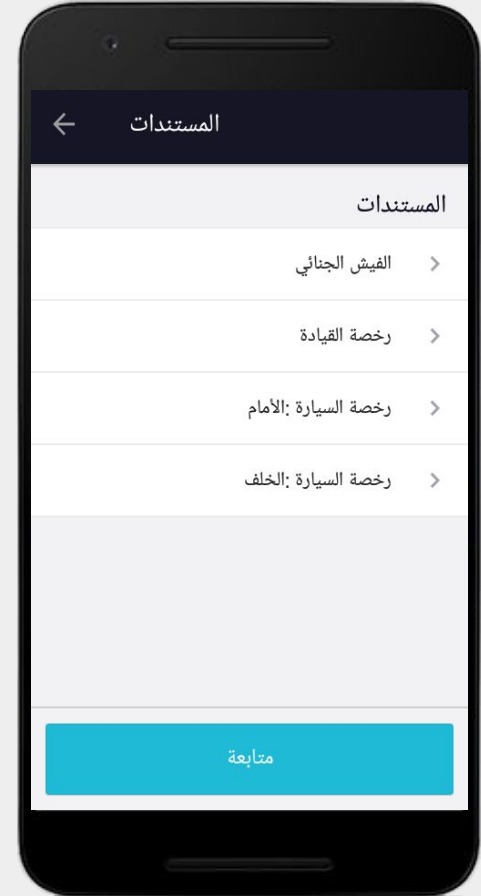 المستندات
المستندات
الفيش الجنائي
رخصة القيادة
رخصة السيارة :الأمام
رخصة السيارة :الخلف
متابعة